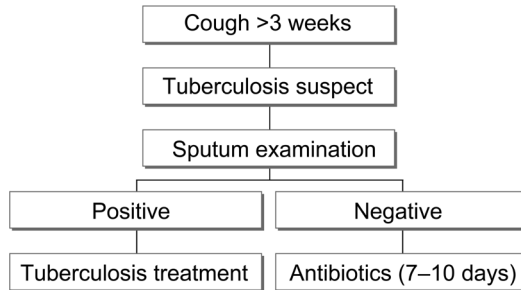 Cough >3 weeks
Tuberculosis suspect
Sputum examination
Positive
Negative
Tuberculosis treatment
Antibiotics (7–10 days)